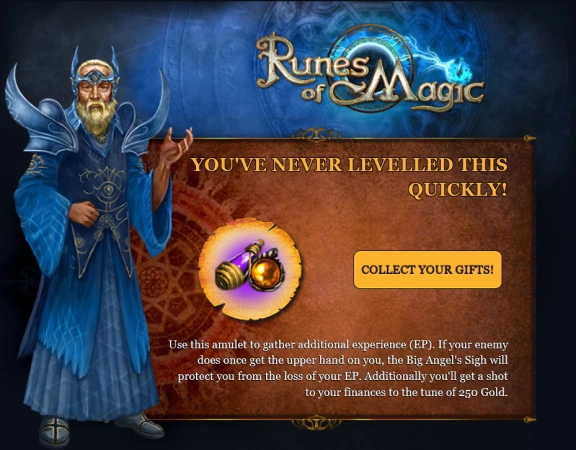 Runes
of Magic
YOU'VE NEVER LEVELLED THIS
QUICKLY!
COLLECT YOUR GIFTS!
Use this amulet to gather additional experience (EP). If your enemy
does once get the upper hand on you, the Big Angel's Sigh will
protect you from the loss of your EP. Additionally you'll get a shot
to your finances to the tune of 250 Gold.